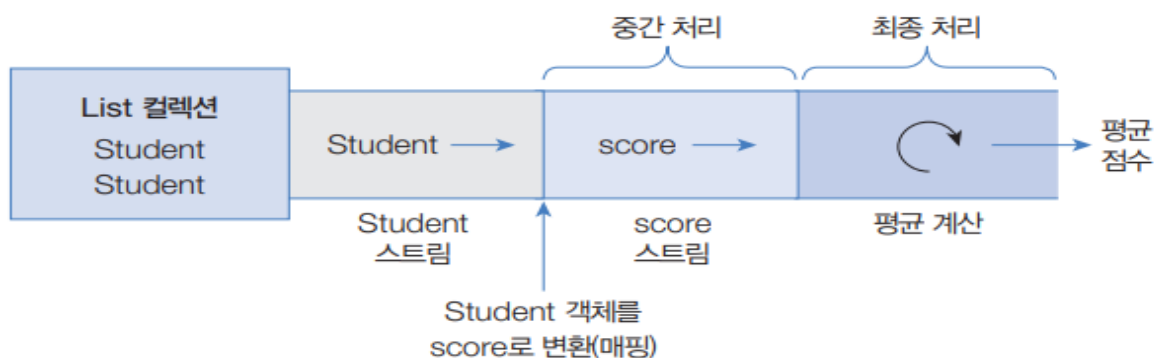 중간 처리
최종 처리
List 컬렉션
Student
Student
Student
score
평균
점수
Student
스트림
score
스트림
평균 계산
Student 객체를
score로 변환(매핑)